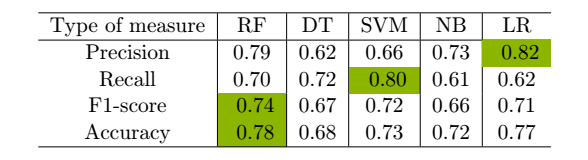 Type of measure RF DT SVM NB LR
Precision 0.79 0.62 0.66 0.73 0.82
Recall 0.70 0.72 0.80 0.61 0.62
F1-score 0.74 0.67 0.72 0.66 0.71
Accuracy 0.78 0.68 0.73 0.72 0.77